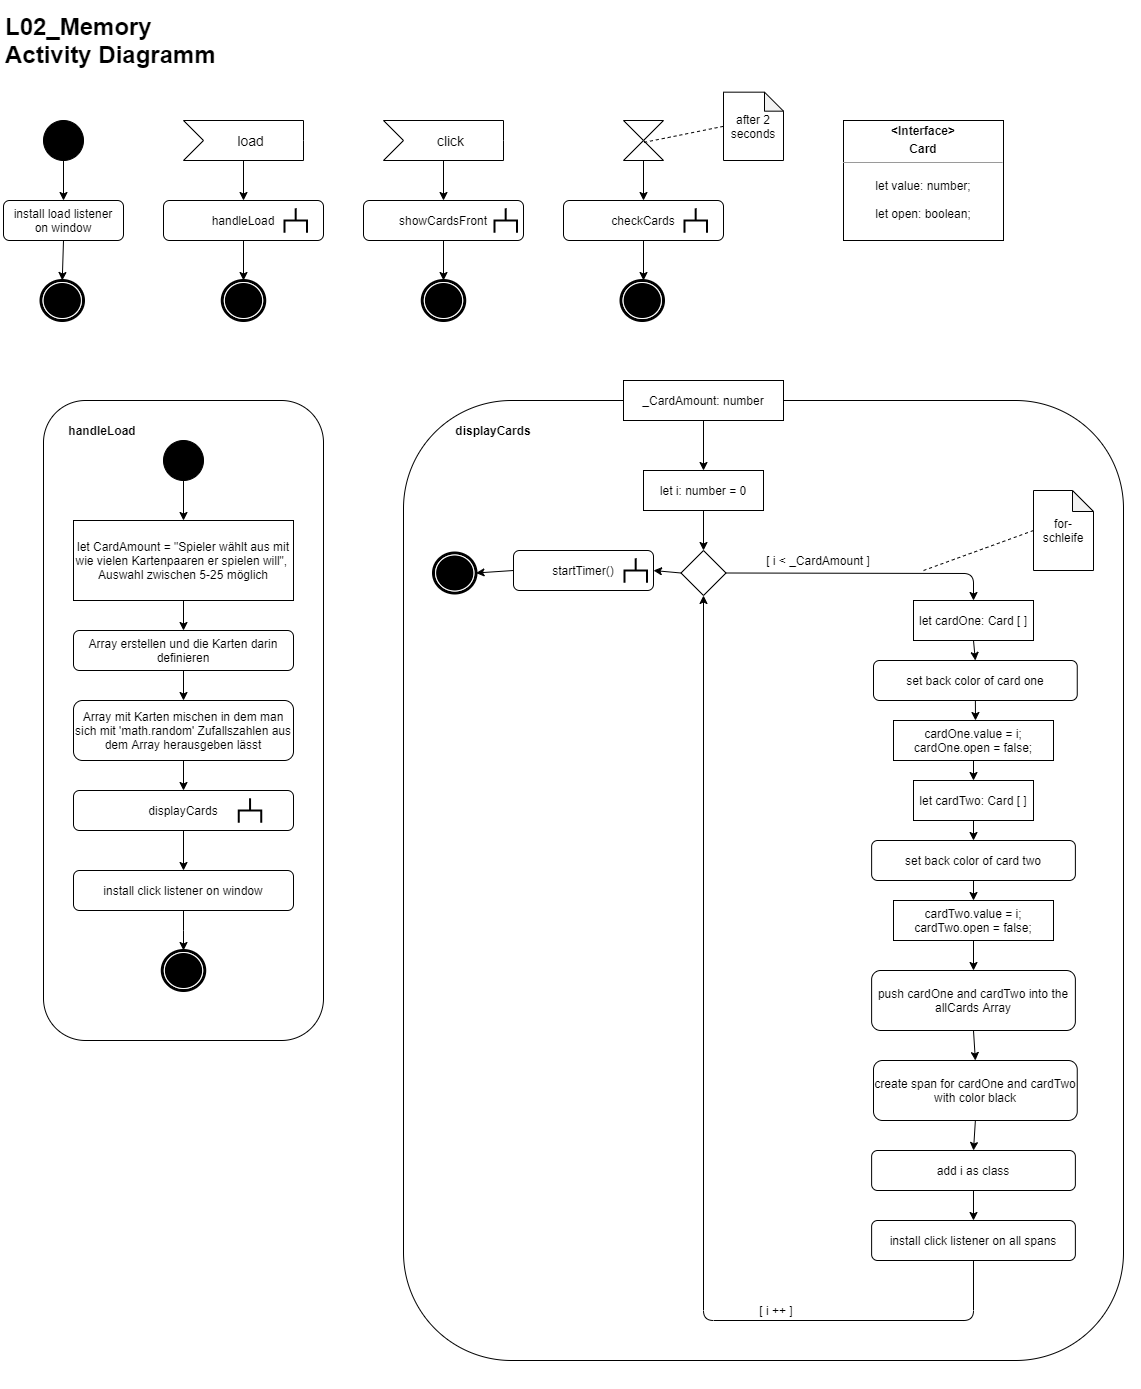 L02_Memory
Activity Diagramm
load
click
after 2
seconds
<Interface>
Card
let value: number;
let open: boolean;
install load listener
on window
handleLoad
showCardsFront
checkCards
handleLoad
let CardAmount = "Spieler wählt aus mit
wie vielen Kartenpaaren er spielen will",
Auswahl zwischen 5-25 möglich
Array erstellen und die Karten darin
definieren
Array mit Karten mischen in dem man
sich mit 'math.random' Zufallszahlen aus
dem Array herausgeben lässt
displayCards
install click listener on window
_CardAmount: number
displayCards
let i: number = 0
for-
schleife
startTimer()
[ i < _CardAmount ]
let cardOne: Card [ ]
set back color of card one
cardOne.value = i;
cardOne.open = false;
let cardTwo: Card [ ]
set back color of card two
cardTwo.value = i;
cardTwo.open = false;
push cardOne and cardTwo into the
allCards Array
create span for cardOne and cardTwo
with color black
add i as class
install click listener on all spans
[ i ++ ]